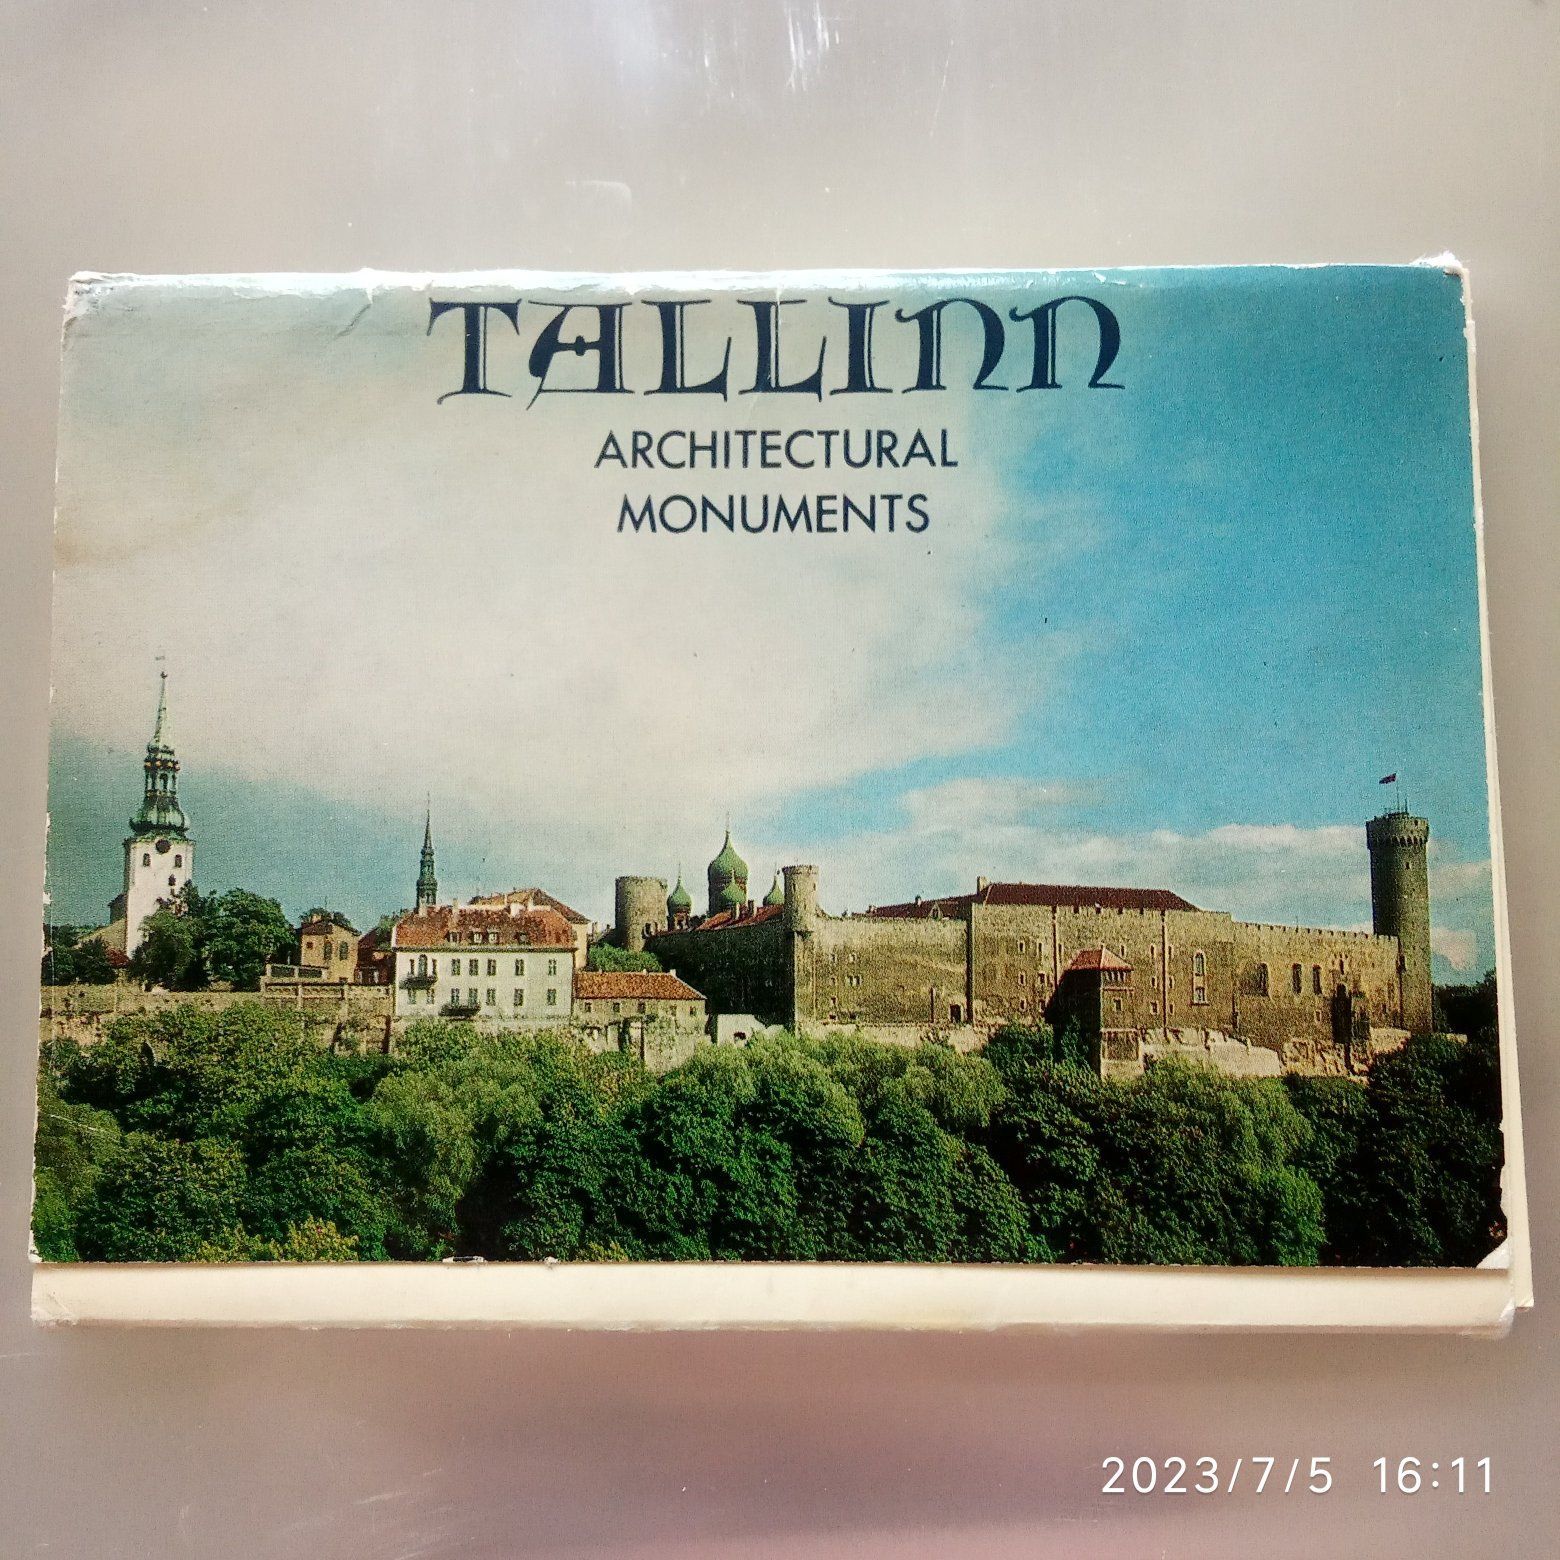 TALLINN
ARCHITECTURAL
MONUMENTS
2023/7/5 16:11